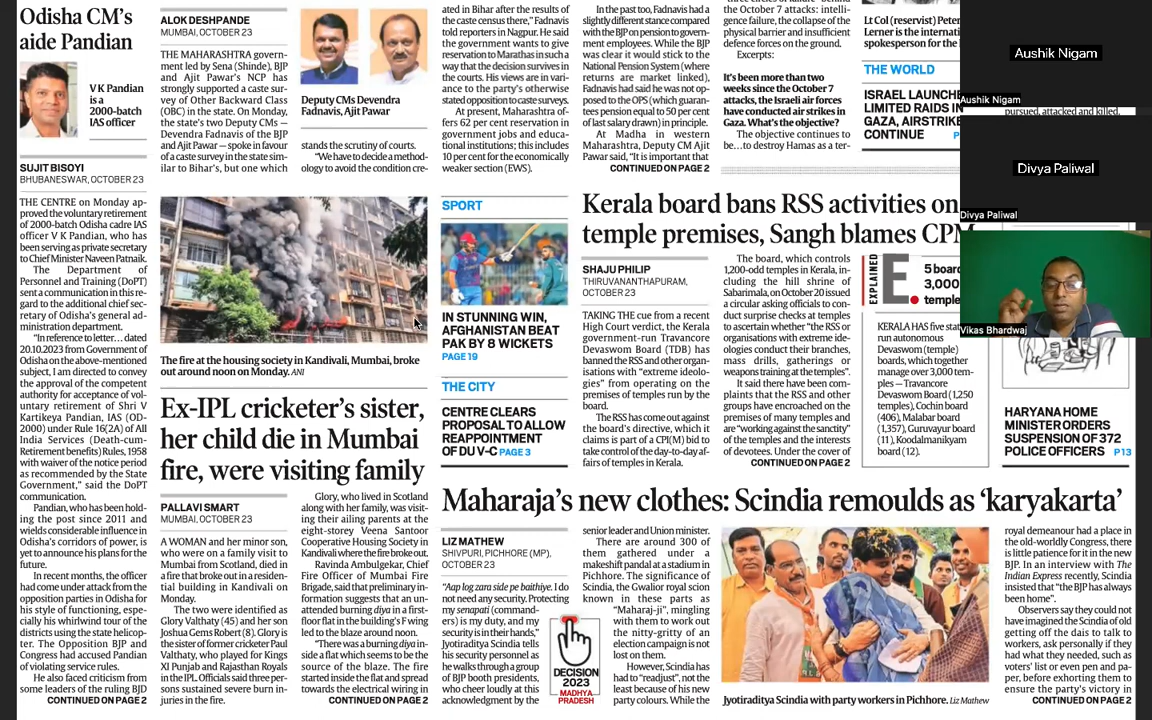 Odisha CM's
aide Pandian
V K Pandian
is a
2000-batch
IAS officer
SUJIT BISOYI
BHUBANESWAR, OCTOBER 23
THE CENTRE on Monday ap-
proved the voluntary retirement
of 2000-batch Odisha cadre IAS
officer V K Pandian, who has
been serving as private secretary
to Chief Minister Naveen Patnaik.
The Department of
Personnel and Training (DoPT)
sent a communication in this re-
gard to the additional chief sec-
retary of Odisha's general ad-
ministration department.
"In reference to letter... dated
20.10.2023 from Government of
Odisha on the above-mentioned
subject, I am directed to convey
the approval of the competent
authority for acceptance of vol-
untary retirement of Shri V
Kartikeya Pandian, IAS (OD-
2000) under Rule 16(2A) of All
India Services (Death-cum-
Retirement benefits) Rules, 1958
with waiver of the notice period
as recommended by the State
Government," said the DoPT
communication.
Pandian, who has been hold-
ing the post since 2011 and
wields considerable influence in
Odisha's corridors of power, is
yet to announce his plans for the
future.
In recent months, the officer
had come under attack from the
opposition parties in Odisha for
his style of functioning, espe-
cially his whirlwind tour of the
districts using the state helicop-
ter. The Opposition BJP and
Congress had accused Pandian
of violating service rules.
He also faced criticism from
some leaders of the ruling BJD
CONTINUED ON PAGE 2
ALOK DESHPANDE
MUMBAI, OCTOBER 23
THE MAHARASHTRA govern-
ment led by Sena (Shinde), BJP
and Ajit Pawar's NCP has
strongly supported a caste sur-
vey of Other Backward Class
(OBC) in the state. On Monday,
the state's two Deputy CMs —
Devendra Fadnavis of the BJP
and Ajit Pawar — spoke in favour
of a caste survey in the state sim-
ilar to Bihar's, but one which
Deputy CMs Devendra
Fadnavis, Ajit Pawar
stands the scrutiny of courts.
"We have to decide a method-
ology to avoid the condition cre-
ated in Bihar after the results of
the caste census there," Fadnavis
told reporters in Nagpur. He said
the government wants to give
reservation to Marathas in such a
way that the decision survives in
the courts. His views are in vari-
ance to the party's otherwise
stated opposition to caste surveys.
At present, Maharashtra of-
fers 62 per cent reservation in
government jobs and educa-
tional institutions; this includes
10 per cent for the economically
weaker section (EWS).
In the past too, Fadnavis had a
slightly different stance compared
with the BJP on pension to govern-
ment employees. While the BJP
was clear it would stick to the
National Pension System (where
returns are market linked),
Fadnavis had said he was not op-
posed to the OPS (which guaran-
tees pension equal to 50 per cent
of last salary drawn) in principle.
At Madha in western
Maharashtra, Deputy CM Ajit
Pawar said, "It is important that
CONTINUED ON PAGE 2
the October 7 attacks: intelli-
gence failure, the collapse of the
physical barrier and insufficient
defence forces on the ground.
Excerpts:
It's been more than two
weeks since the October 7
attacks, the Israeli air forces
have conducted air strikes in
Gaza. What's the objective?
The objective continues to
be...to destroy Hamas as a ter-
Lt Col (reservist) Peter
Lerner is the internati
spokesperson for the
THE WORLD
ISRAEL LAUNCHE
LIMITED RAIDS IN
GAZA, AIRSTRIKE
CONTINUE P
pursued, attacked and killed.
Aushik Nigam
Aushik Nigam
Divya Paliwal
Divya Paliwal
Vikas Bhardwaj
The fire at the housing society in Kandivali, Mumbai, broke
out around noon on Monday. ANI
Ex-IPL cricketer's sister,
her child die in Mumbai
fire, were visiting family
PALLAVI SMART
MUMBAI, OCTOBER 23
A WOMAN and her minor son,
who were on a family visit to
Mumbai from Scotland, died in
a fire that broke out in a residen-
tial building in Kandivali on
Monday.
The two were identified as
Glory Valthaty (45) and her son
Joshua Gems Robert (8). Glory is
the sister of former cricketer Paul
Valthaty, who played for Kings
XI Punjab and Rajasthan Royals
in the IPL. Officials said three per-
sons sustained severe burn in-
juries in the fire.
Glory, who lived in Scotland
along with her family, was visit-
ing their ailing parents at the
eight-storey Veena Santoor
Cooperative Housing Society in
Kandivali where the fire broke out.
Ravindra Ambulgekar, Chief
Fire Officer of Mumbai Fire
Brigade, said that preliminary in-
formation suggests that an un-
attended burning diya in a first-
floor flat in the building's F wing
led to the blaze around noon.
"There was a burning diya in-
side a flat which seems to be the
source of the blaze. The fire
started inside the flat and spread
towards the electrical wiring in
CONTINUED ON PAGE 2
SPORT
IN STUNNING WIN,
AFGHANISTAN BEAT
PAK BY 8 WICKETS
PAGE 19
THE CITY
CENTRE CLEARS
PROPOSAL TO ALLOW
REAPPOINTMENT
OF DU V-C PAGE 3
Kerala board bans RSS activities on
temple premises, Sangh blames CPM
SHAJU PHILIP
THIRUVANANTHAPURAM,
OCTOBER 23
TAKING THE cue from a recent
High Court verdict, the Kerala
government-run Travancore
Devaswom Board (TDB) has
banned the RSS and other organ-
isations with "extreme ideolo-
gies" from operating on the
premises of temples run by the
board.
The RSS has come out against
the board's directive, which it
claims is part of a CPI(M) bid to
take control of the day-to-day af-
fairs of temples in Kerala.
The board, which controls
1,200-odd temples in Kerala, in-
cluding the hill shrine of
Sabarimala, on October 20 issued
a circular asking officials to con-
duct surprise checks at temples
to ascertain whether "the RSS or
organisations with extreme ide-
ologies conduct their branches,
mass drills, gatherings or
weapons training at the temples".
It said there have been com-
plaints that the RSS and other
groups have encroached on the
premises of many temples and
are "working against the sanctity"
of the temples and the interests
of devotees. Under the cover of
CONTINUED ON PAGE 2
EXPLAINED
E.
5 board
3,000
temple
KERALA HAS five stat
run autonomous
Devaswom (temple)
boards, which together
manage over 3,000 tem-
ples — Travancore
Devaswom Board (1,250
temples), Cochin board
(406), Malabar board
(1,357), Guruvayur board
(11), Koodalmanikyam
board (12).
HARYANA HOME
MINISTER ORDERS
SUSPENSION OF 372
POLICE OFFICERS P13
Maharaja's new clothes: Scindia remoulds as 'karyakarta'
LIZ MATHEW
SHIVPURI, PICHHORE (MP),
OCTOBER 23
"Aap log zara side pe baithiye. I do
not need any security. Protecting
my senapati (command-
ers) is my duty, and my
security is in their hands,"
Jyotiraditya Scindia tells
his security personnel as
he walks through a group
of BJP booth presidents,
who cheer loudly at this
acknowledgment by the
DECISION
2023
MADHYA
PRADESH
senior leader and Union minister.
There are around 300 of
them gathered under a
makeshift pandal at a stadium in
Pichhore. The significance of
Scindia, the Gwalior royal scion
known in these parts as
"Maharaj-ji", mingling
with them to work out
the nitty-gritty of an
election campaign is not
lost on them.
However, Scindia has
had to "readjust", not the
least because of his new
party colours. While the
Jyotiraditya Scindia with party workers in Pichhore. Liz Mathew
royal demeanour had a place in
the old-world Congress, there
is little patience for it in the new
BJP. In an interview with The
Indian Express recently, Scindia
insisted that "the BJP has always
been home".
Observers say they could not
have imagined the Scindia of old
getting off the dais to talk to
workers, ask personally if they
had what they needed, such as
voters' list or even pen and pa-
per, before exhorting them to
ensure the party's victory in
CONTINUED ON PAGE 2